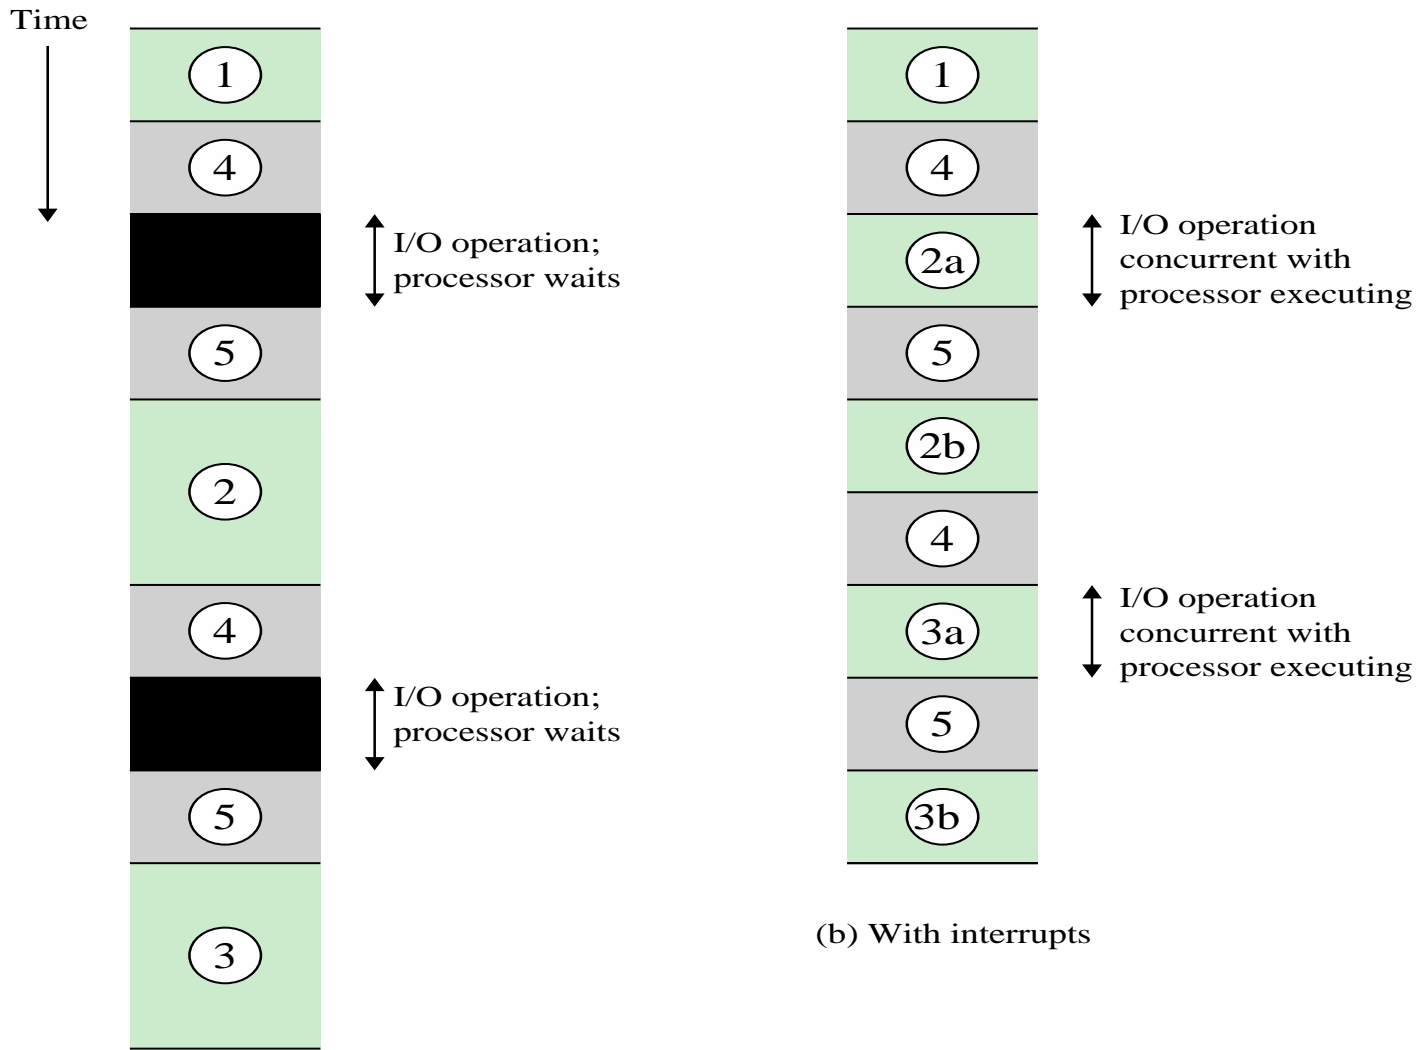 Time
1
4
I/O operation;
processor waits
5
2
4
I/O operation;
processor waits
5
3
1
4
2a
I/O operation
concurrent with
processor executing
5
2b
4
3a
I/O operation
concurrent with
processor executing
5
3b
(b) With interrupts